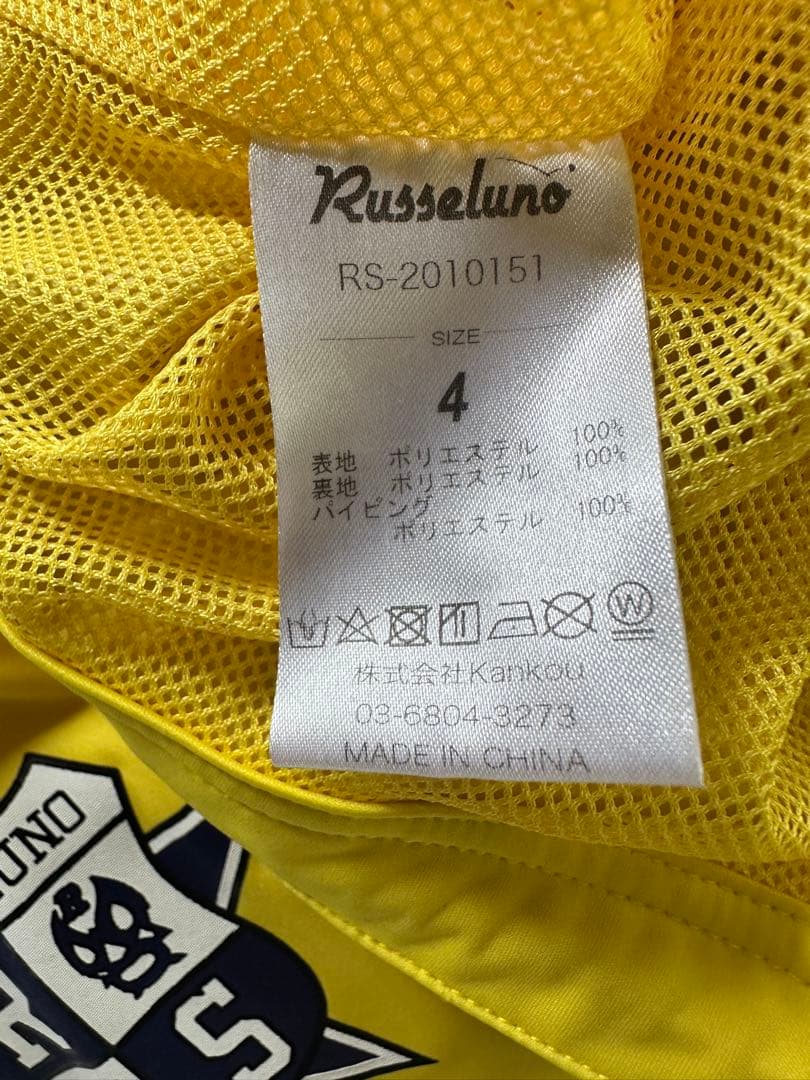 Russeluno
RS-2010151
SIZE
4
表地 ポリエステル 100%
裏地 ポリエステル 100%
パイピング
ポリエステル 100%
W
株式会社Kankou
03-6804-3273
MADE IN CHINA
UNO
R
S